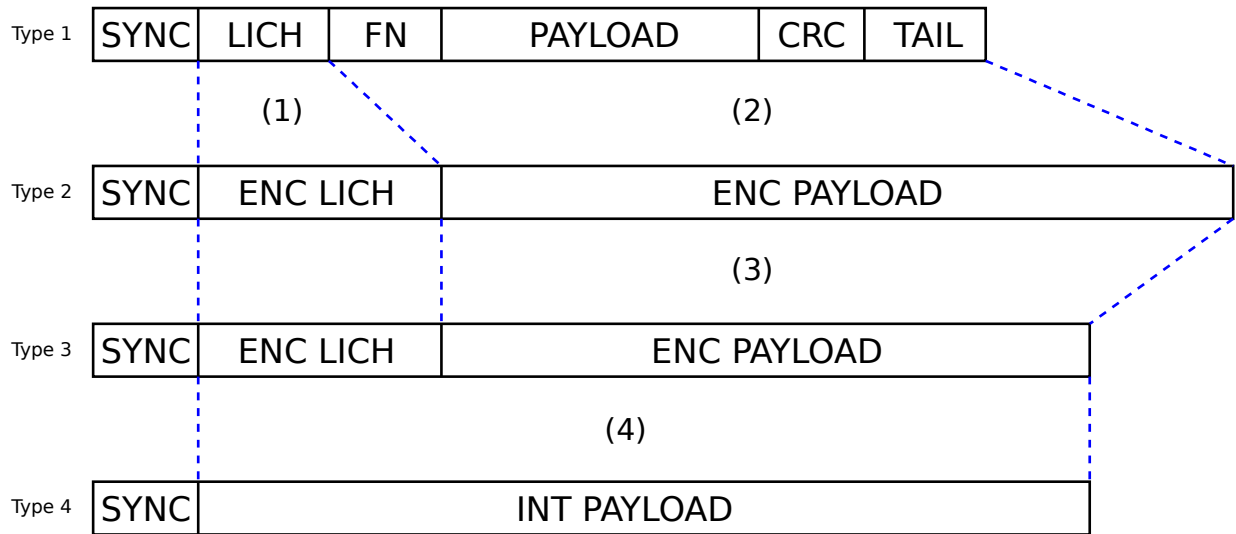 Type 1 SYNC LICH FN PAYLOAD CRC TAIL
(1) (2)
Type 2 SYNC ENC LICH ENC PAYLOAD
(3)
Type 3 SYNC ENC LICH ENC PAYLOAD
(4)
Type 4 SYNC INT PAYLOAD